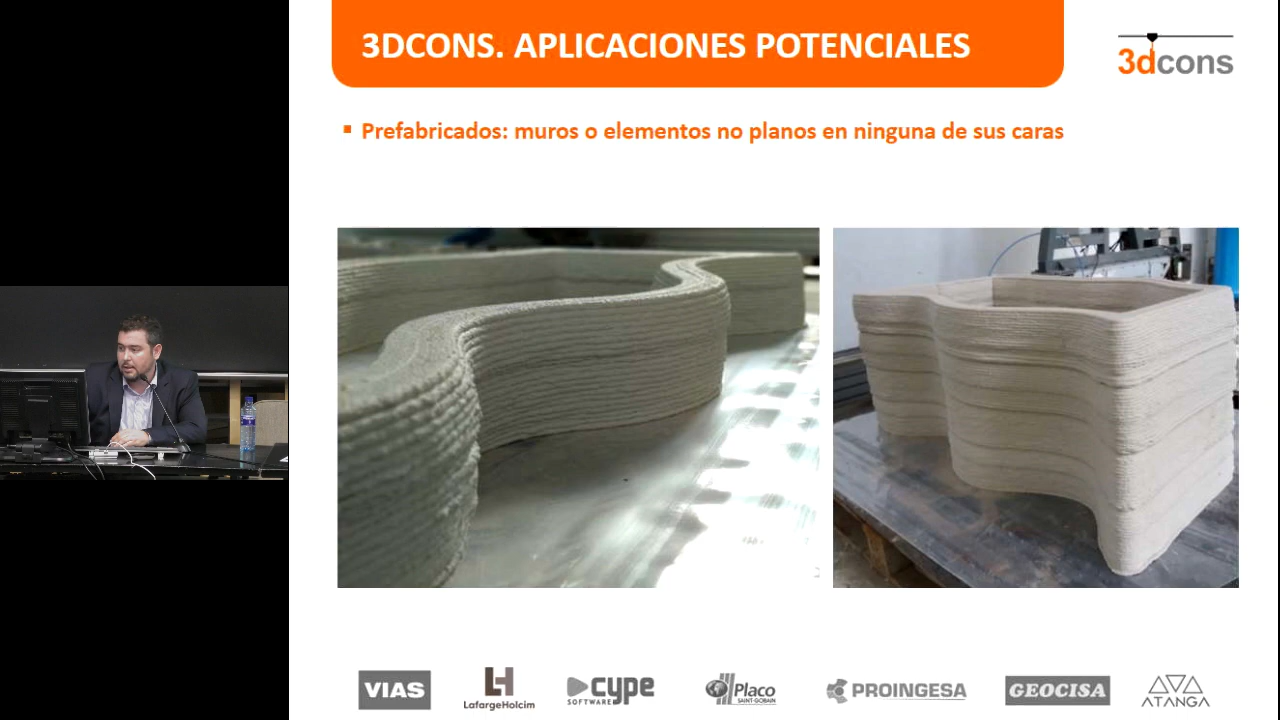 3DCONS. APLICACIONES POTENCIALES
3dcons
▪ Prefabricados: muros o elementos no planos en ninguna de sus caras
VIAS
LafargeHolcim
cype
SOFTWARE
Placo
SAINT-GOBAIN
PROINGESA
GEOCISA
ATANGA